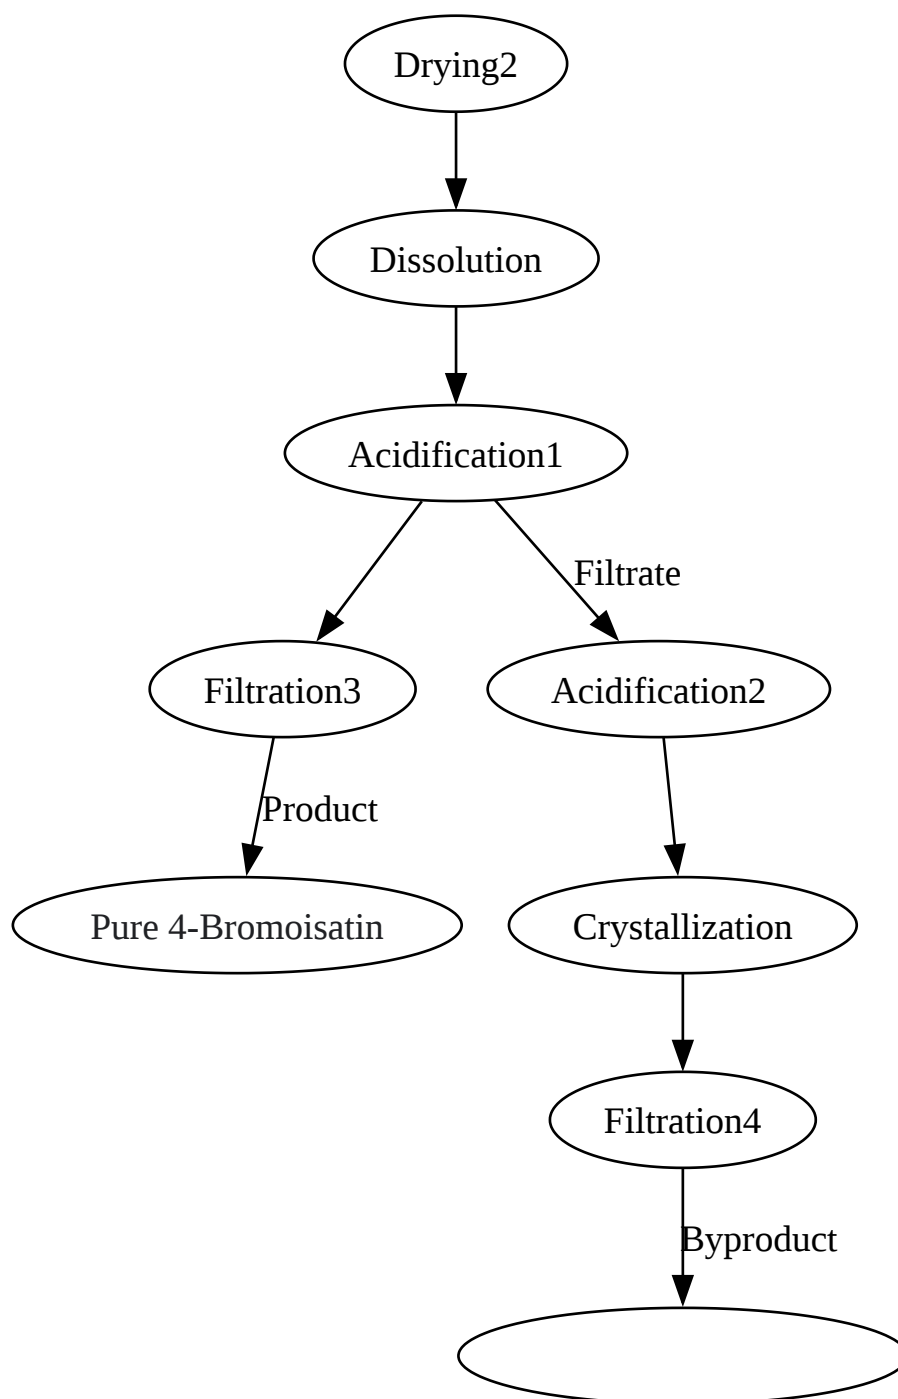 Drying2
Dissolution
Acidification1
Filtrate
Filtration3
Acidification2
Product
Pure 4-Bromoisatin
Crystallization
Filtration4
Byproduct